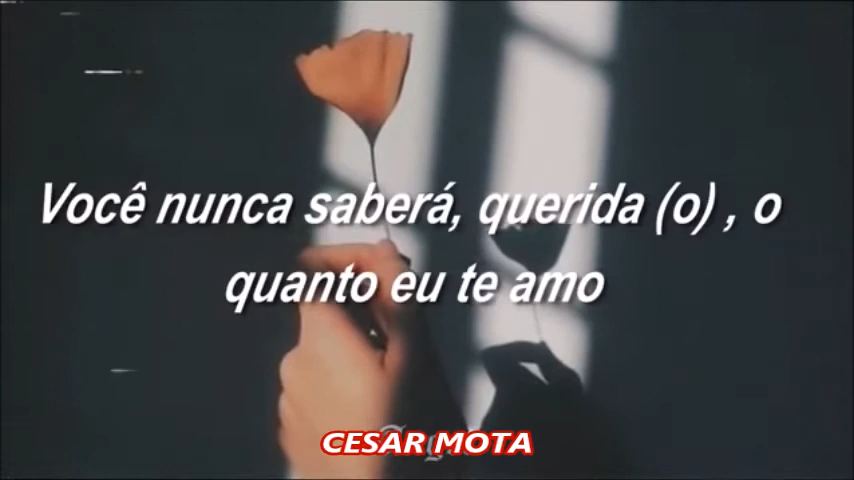 Você nunca saberá, querida (o) , o
quanto eu te amo
CESAR MOTA